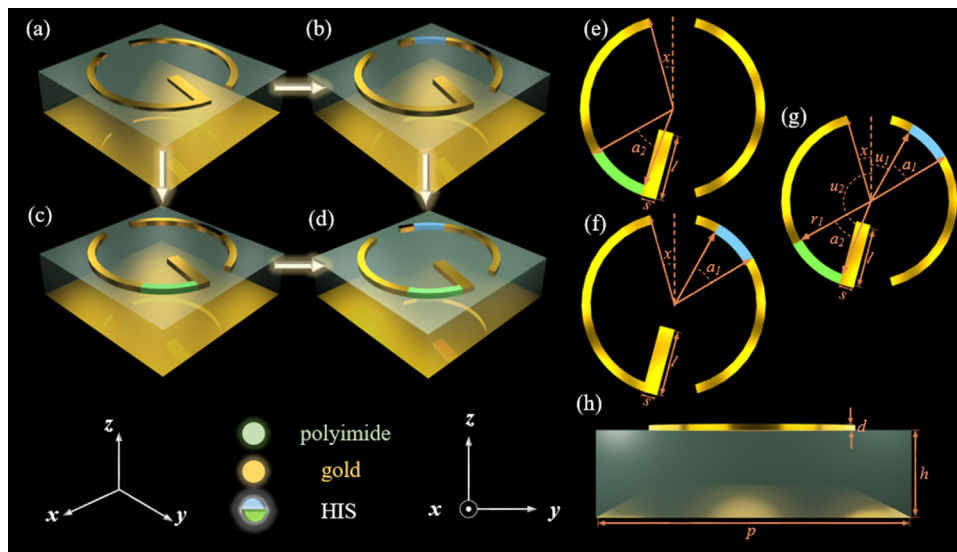 (a)
(b)
(c)
(d)
(e)
x
a2
l
s
(f)
x
a1
l
s
(g)
x
u1
a1
u2
r1
a2
l
s
(h)
d
h
p
z
x
y
polyimide
gold
HIS
z
x
y